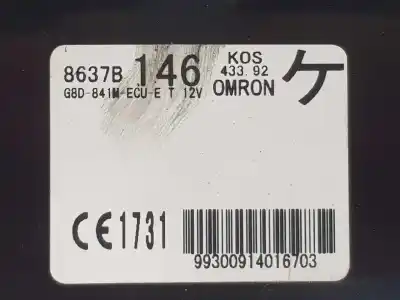 8637B 146 KOS ケ
433.92
G8D-841M-ECU-E T 12V OMRON
CE1731
99300914016703